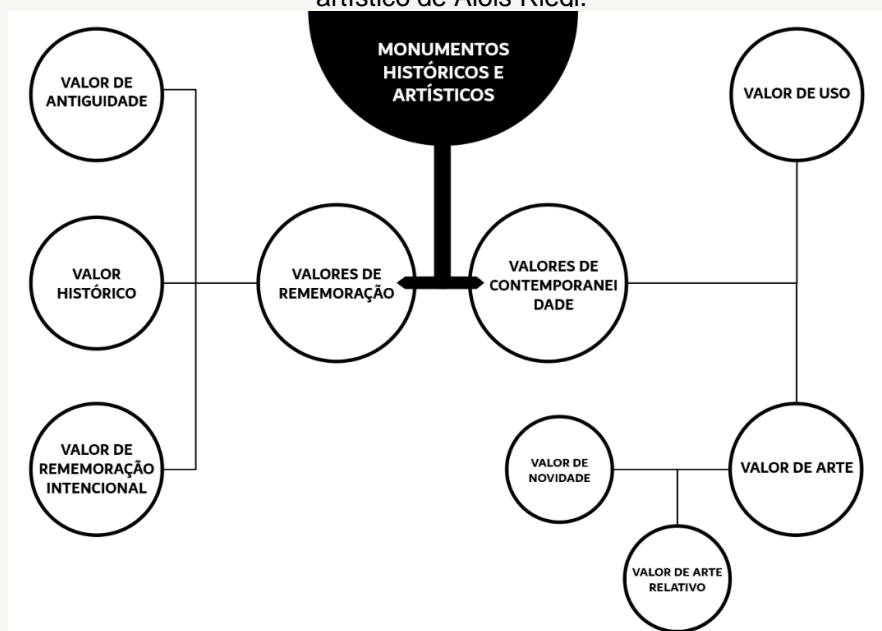 artístico de Alois Riegl.
MONUMENTOS
HISTÓRICOS E
ARTÍSTICOS
VALOR DE
ANTIGUIDADE
VALOR DE USO
VALOR
HISTÓRICO
VALORES DE
REMEMORAÇÃO
VALORES DE
CONTEMPORANEI
DADE
VALOR DE
REMEMORAÇÃO
INTENCIONAL
VALOR DE
NOVIDADE
VALOR DE ARTE
VALOR DE ARTE
RELATIVO